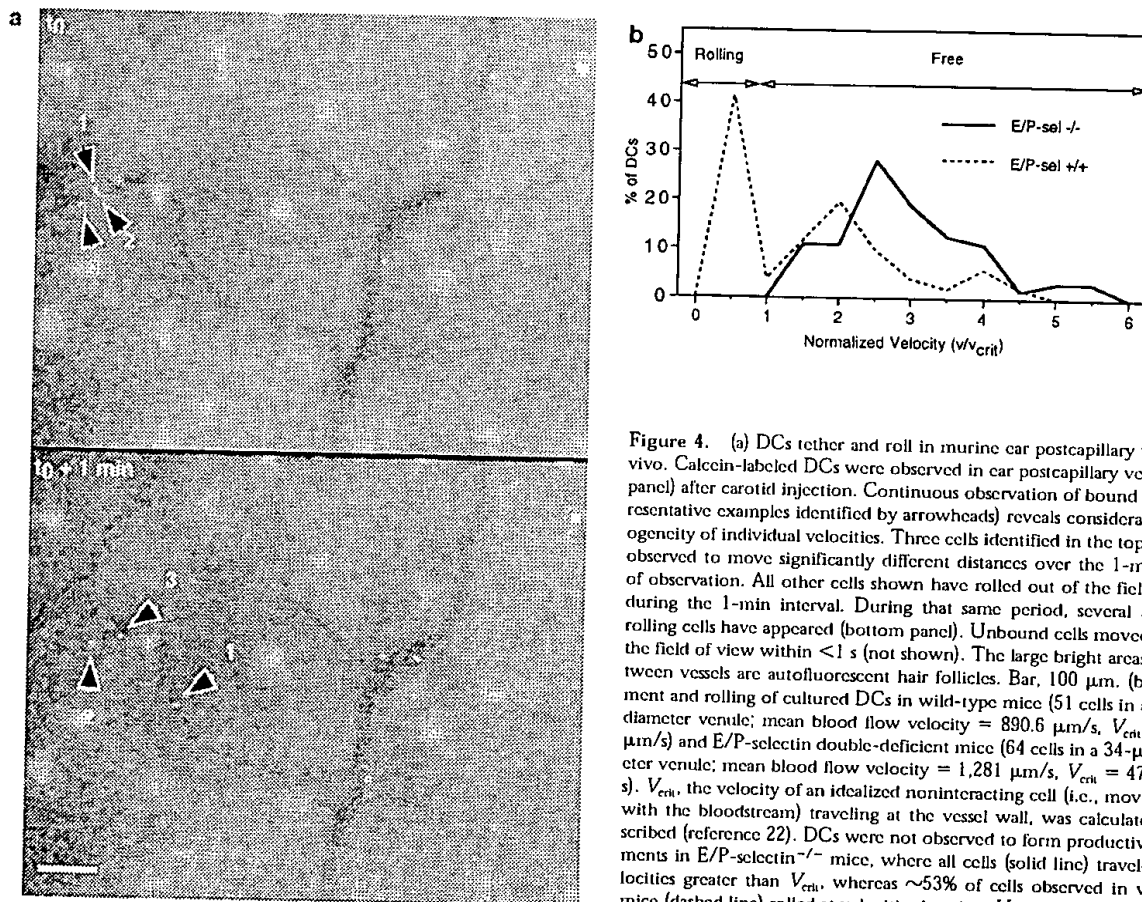 a
t0
1
2
t0 + 1 min
3
1
2
b
50
40
30
20
10
0
% of DCs
Rolling
Free
E/P-sel -/-
E/P-sel +/+
0 1 2 3 4 5 6
Normalized Velocity (v/vcrit)
Figure 4. (a) DCs tether and roll in murine ear postcapillary
vivo. Calcein-labeled DCs were observed in ear postcapillary ve
panel) after carotid injection. Continuous observation of bound
resentative examples identified by arrowheads) reveals considera
ogeneity of individual velocities. Three cells identified in the top
observed to move significantly different distances over the 1-m
of observation. All other cells shown have rolled out of the fiel
during the 1-min interval. During that same period, several
rolling cells have appeared (bottom panel). Unbound cells moved
the field of view within <1 s (not shown). The large bright areas
tween vessels are autofluorescent hair follicles. Bar, 100 μm. (b
ment and rolling of cultured DCs in wild-type mice (51 cells in a
diameter venule; mean blood flow velocity = 890.6 μm/s, Vcrit
μm/s) and E/P-selectin double-deficient mice (64 cells in a 34-μ
eter venule; mean blood flow velocity = 1,281 μm/s, Vcrit = 47
s). Vcrit, the velocity of an idealized noninteracting cell (i.e., mov
with the bloodstream) traveling at the vessel wall, was calculate
scribed (reference 22). DCs were not observed to form productiv
ments in E/P-selectin-/- mice, where all cells (solid line) travel
locities greater than Vcrit, whereas ~53% of cells observed in
mice (dashed line) rolled at velocities